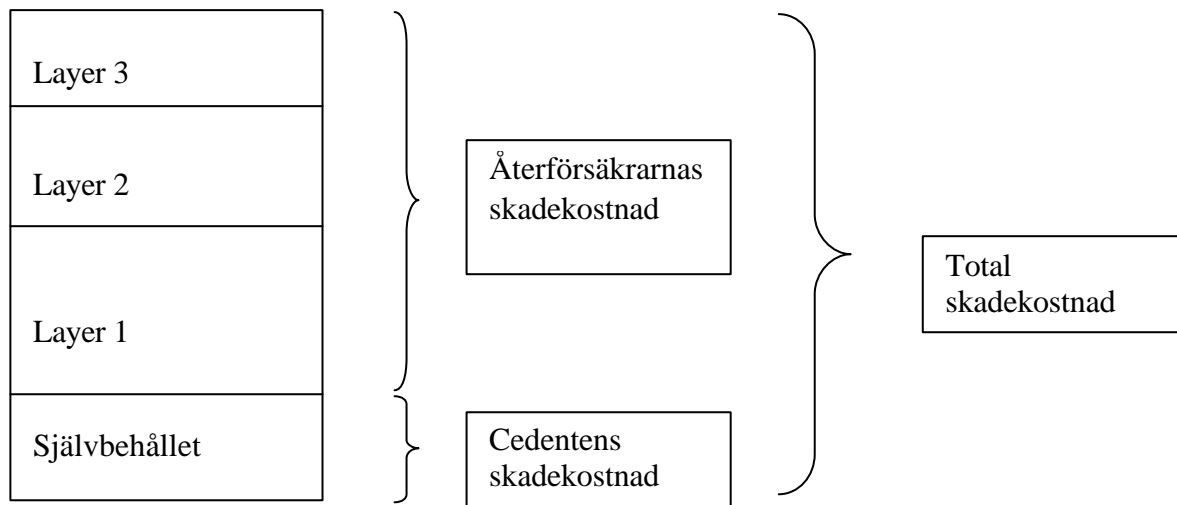 Layer 3
Layer 2
Layer 1
Självbehållet
Återförsäkrarnas
skadekostnad
Cedentens
skadekostnad
Total
skadekostnad